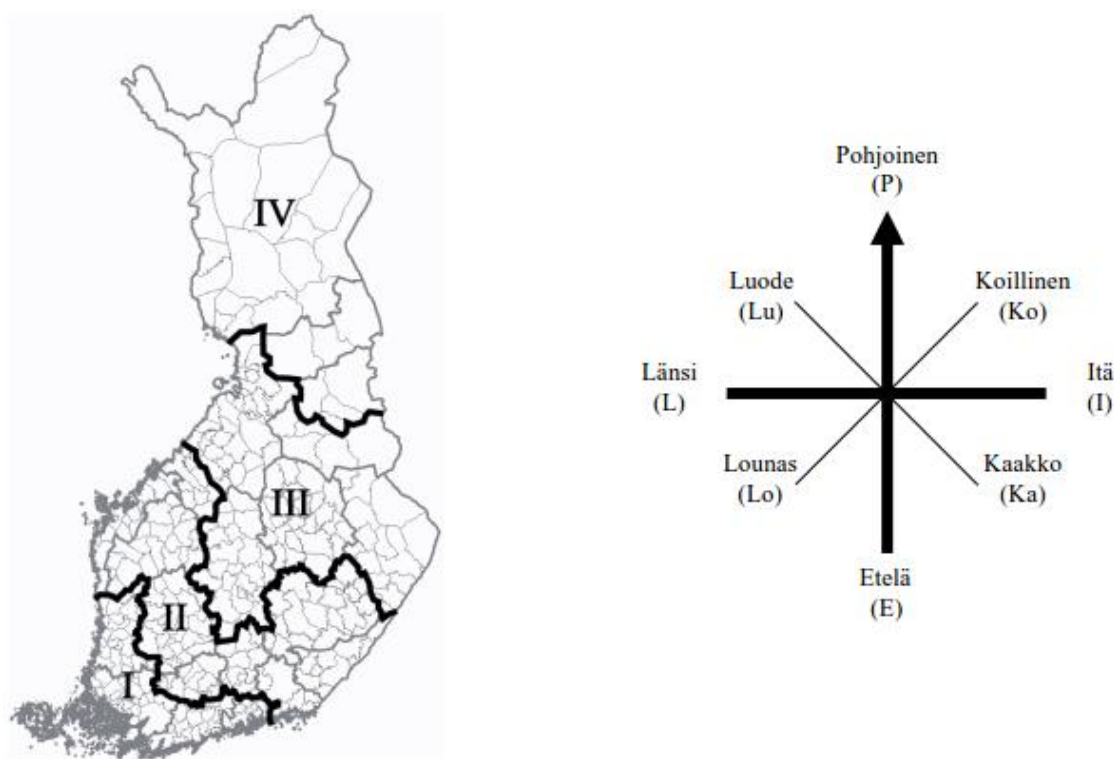 IV
III
II
I
Pohjoinen
(P)
Luode
(Lu)
Koillinen
(Ko)
Länsi
(L)
Itä
(I)
Lounas
(Lo)
Kaakko
(Ka)
Etelä
(E)